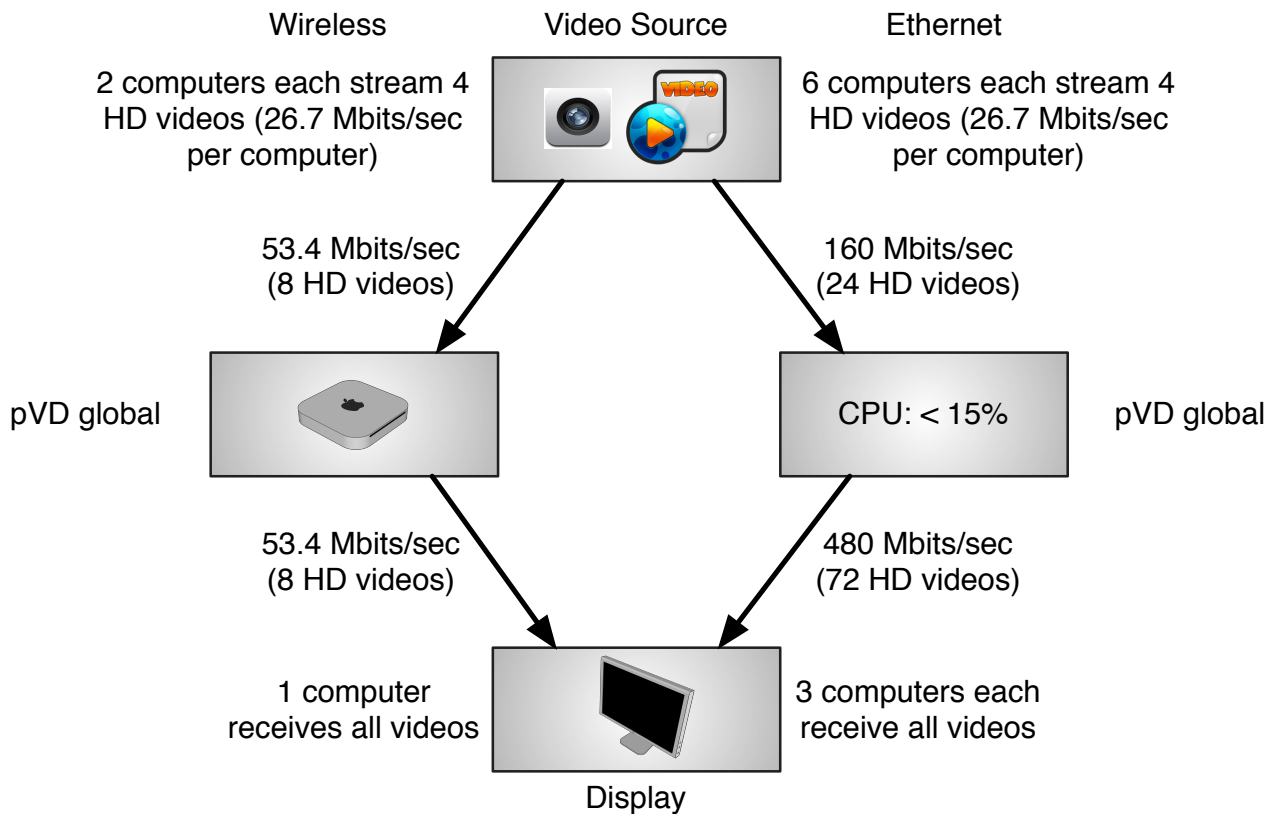 Wireless
Video Source
Ethernet
2 computers each stream 4
HD videos (26.7 Mbits/sec
per computer)
VIDEO
6 computers each stream 4
HD videos (26.7 Mbits/sec
per computer)
53.4 Mbits/sec
(8 HD videos)
160 Mbits/sec
(24 HD videos)
pVD global
CPU: < 15%
pVD global
53.4 Mbits/sec
(8 HD videos)
480 Mbits/sec
(72 HD videos)
1 computer
receives all videos
3 computers each
receive all videos
Display